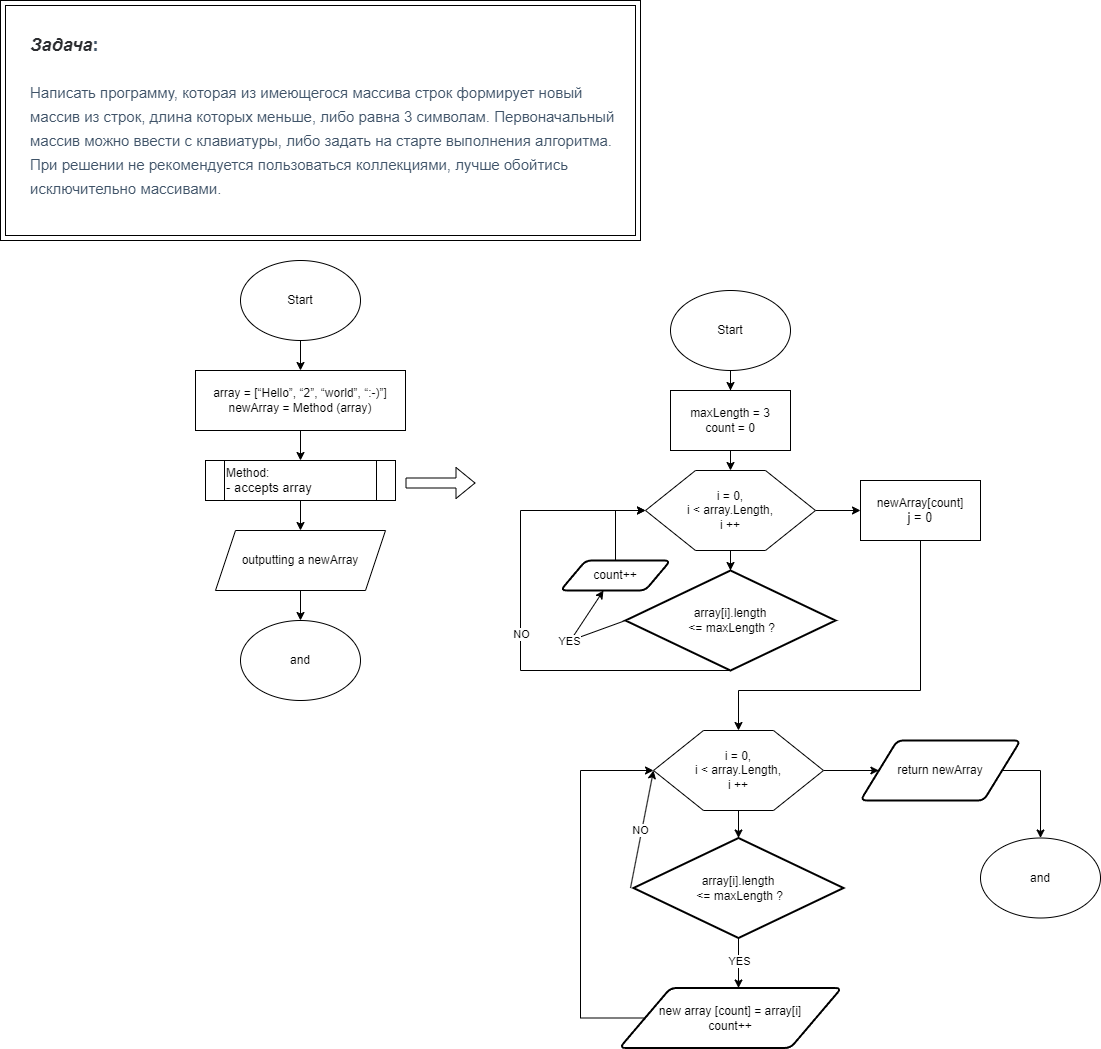 Задача:
Написать программу, которая из имеющегося массива строк формирует новый
массив из строк, длина которых меньше, либо равна 3 символам. Первоначальный
массив можно ввести с клавиатуры, либо задать на старте выполнения алгоритма.
При решении не рекомендуется пользоваться коллекциями, лучше обойтись
исключительно массивами.
Start
array = [“Hello”, “2”, “world”, “:-)”]
newArray = Method (array)
Method:
- accepts array
outputting a newArray
and
Start
maxLength = 3
count = 0
i = 0,
i < array.Length,
i ++
newArray[count]
j = 0
count++
array[i].length
<= maxLength ?
NO
YES
i = 0,
i < array.Length,
i ++
return newArray
NO
array[i].length
<= maxLength ?
and
YES
new array [count] = array[i]
count++